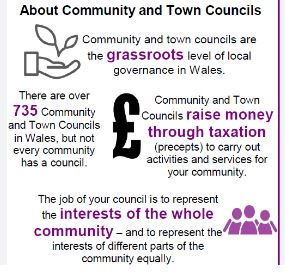 About Community and Town Councils
Community and town councils are
the grassroots level of local
governance in Wales.
There are over
735 Community
and Town Councils
in Wales, but not
every community
has a council.
£
Community and Town
Councils raise money
through taxation
(precepts) to carry out
activities and services for
your community.
The job of your council is to represent
the interests of the whole
community – and to represent the
interests of different parts of the
community equally.